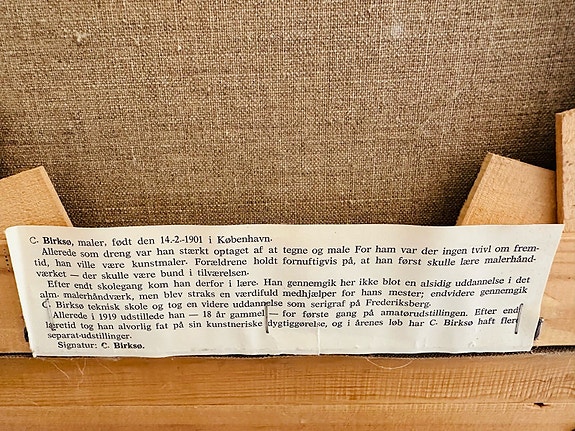 C. Birksø, maler, født den 14.-2.-1901 i København.
Allerede som dreng var han stærkt optaget af at tegne og male For ham var der ingen tvivl om frem-
tid, han ville være kunstmaler. Forældrene holdt fornuftigvis på, at han først skulle lære malerhånd-
værket — der skulle være bund i tilværelsen.
Efter endt skolegang kom han derfor i lære. Han gennemgik her ikke blot en alsidig uddannelse i det
alm. malerhåndværk, men blev straks en værdifuld medhjælper for hans mester; endvidere gennemgik
C. Birksø teknisk skole og tog en videre uddannelse som serigraf på Frederiksberg.
Allerede i 1919 udstillede han — 18 år gammel — for første gang på amatørudstillingen. Efter endt
læretid tog han alvorlig fat på sin kunstneriske dygtiggørelse, og i årenes løb har C. Birksø haft flere
separat-udstillinger.
Signatur: C. Birksø.